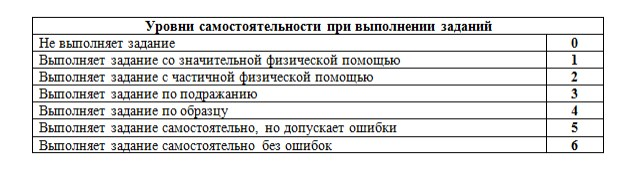 Уровни самостоятельности при выполнении заданий
Не выполняет задание 0
Выполняет задание со значительной физической помощью 1
Выполняет задание с частичной физической помощью 2
Выполняет задание по подражанию 3
Выполняет задание по образцу 4
Выполняет задание самостоятельно, но допускает ошибки 5
Выполняет задание самостоятельно без ошибок 6